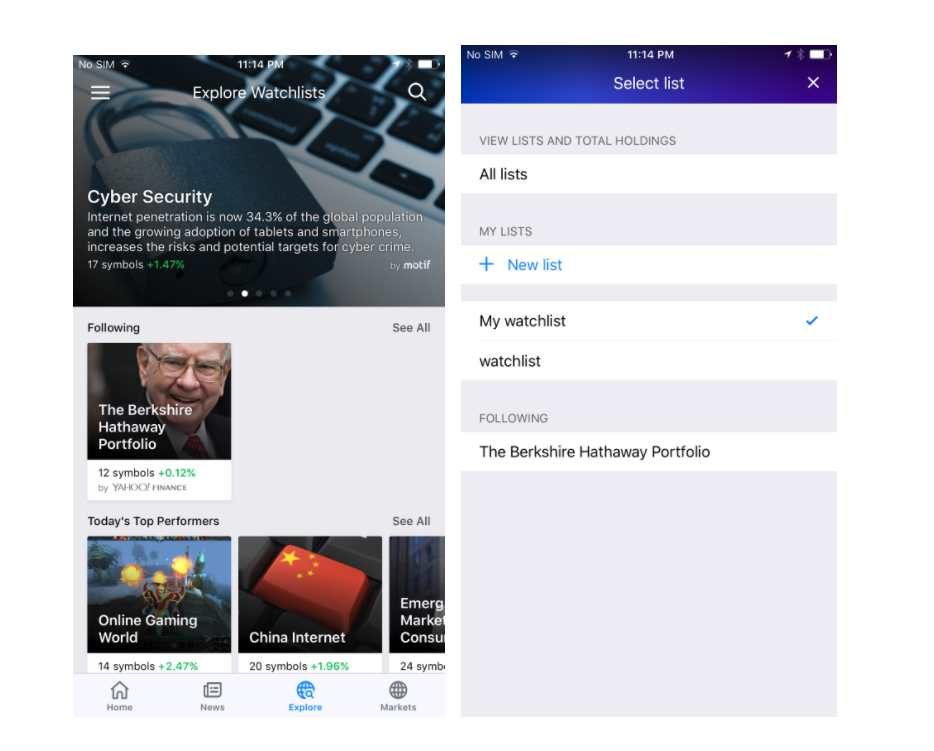 No SIM 11:14 PM
Explore Watchlists
Cyber Security
Internet penetration is now 34.3% of the global population
and the growing adoption of tablets and smartphones,
increases the risks and potential targets for cyber crime.
17 symbols +1.47% by motif
Following See All
The Berkshire
Hathaway
Portfolio
12 symbols +0.12%
by YAHOO! FINANCE
Today's Top Performers See All
Online Gaming
World
14 symbols +2.47%
China Internet
20 symbols +1.96%
Emerg
Market
Consu
24 symb
Home News Explore Markets
No SIM 11:14 PM
Select list
VIEW LISTS AND TOTAL HOLDINGS
All lists
MY LISTS
+ New list
My watchlist
watchlist
FOLLOWING
The Berkshire Hathaway Portfolio